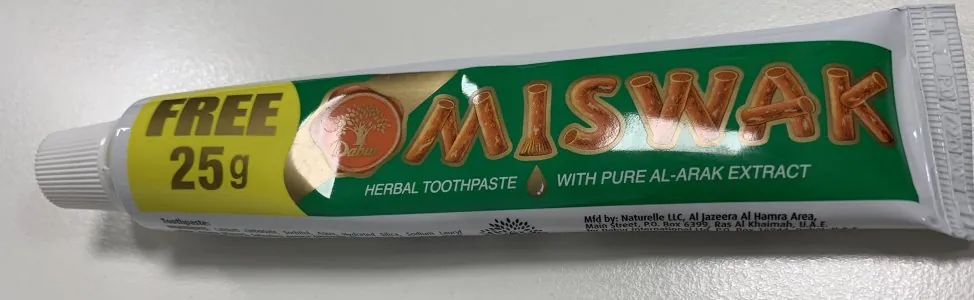 FREE
25g
Dabur
MISWAK
HERBAL TOOTHPASTE WITH PURE AL-ARAK EXTRACT
Toothpaste:
Mfd by: Naturelle LLC, Al Jazeera Al Hamra Area,
Main Street, P.O. Box 6399, Ras Al Khaimah, U.A.E.